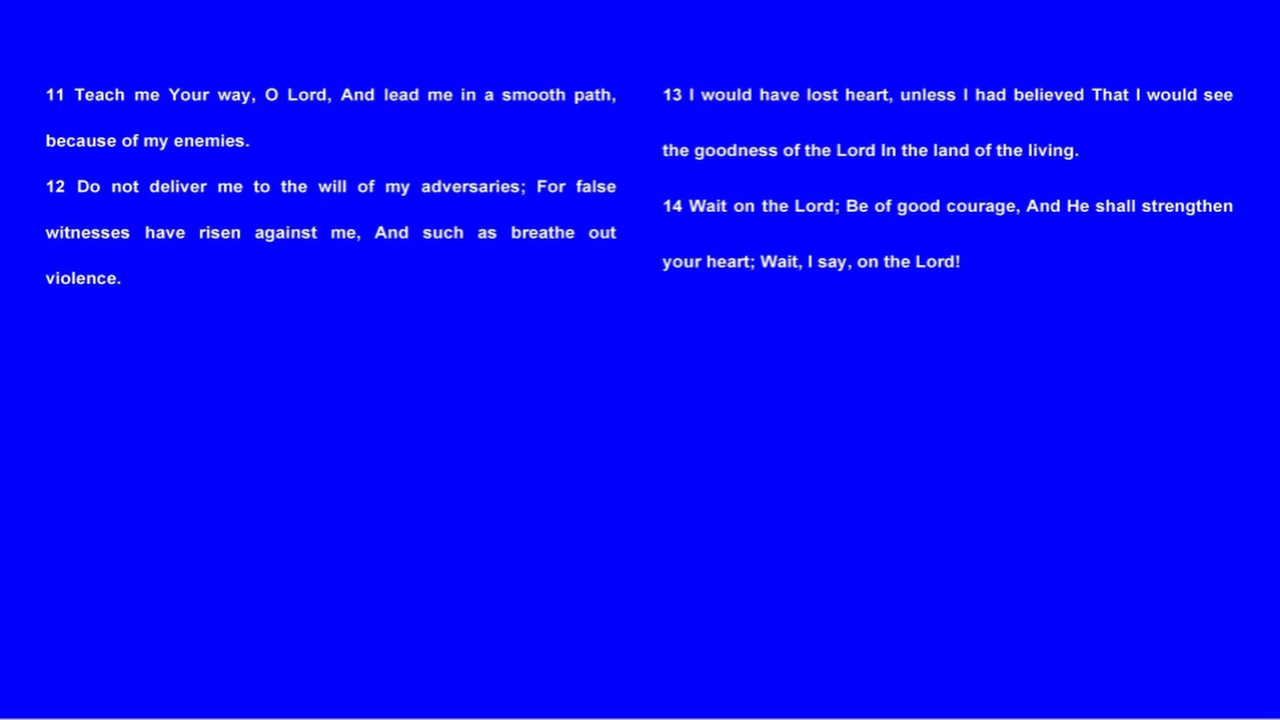 11 Teach me Your way, O Lord, And lead me in a smooth path,
because of my enemies.
12 Do not deliver me to the will of my adversaries; For false
witnesses have risen against me, And such as breathe out
violence.
13 I would have lost heart, unless I had believed That I would see
the goodness of the Lord In the land of the living.
14 Wait on the Lord; Be of good courage, And He shall strengthen
your heart; Wait, I say, on the Lord!